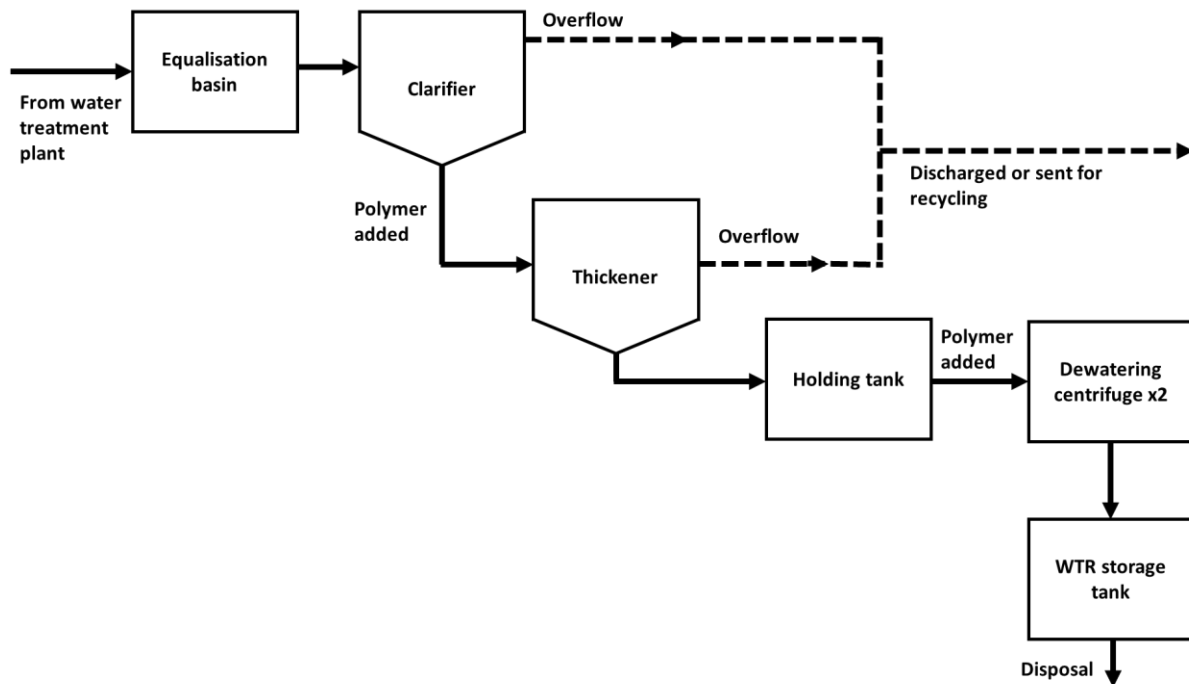 Overflow
Equalisation
basin
Clarifier
From water
treatment
plant
Discharged or sent for
recycling
Polymer
added
Overflow
Thickener
Polymer
added
Holding tank
Dewatering
centrifuge x2
WTR storage
tank
Disposal